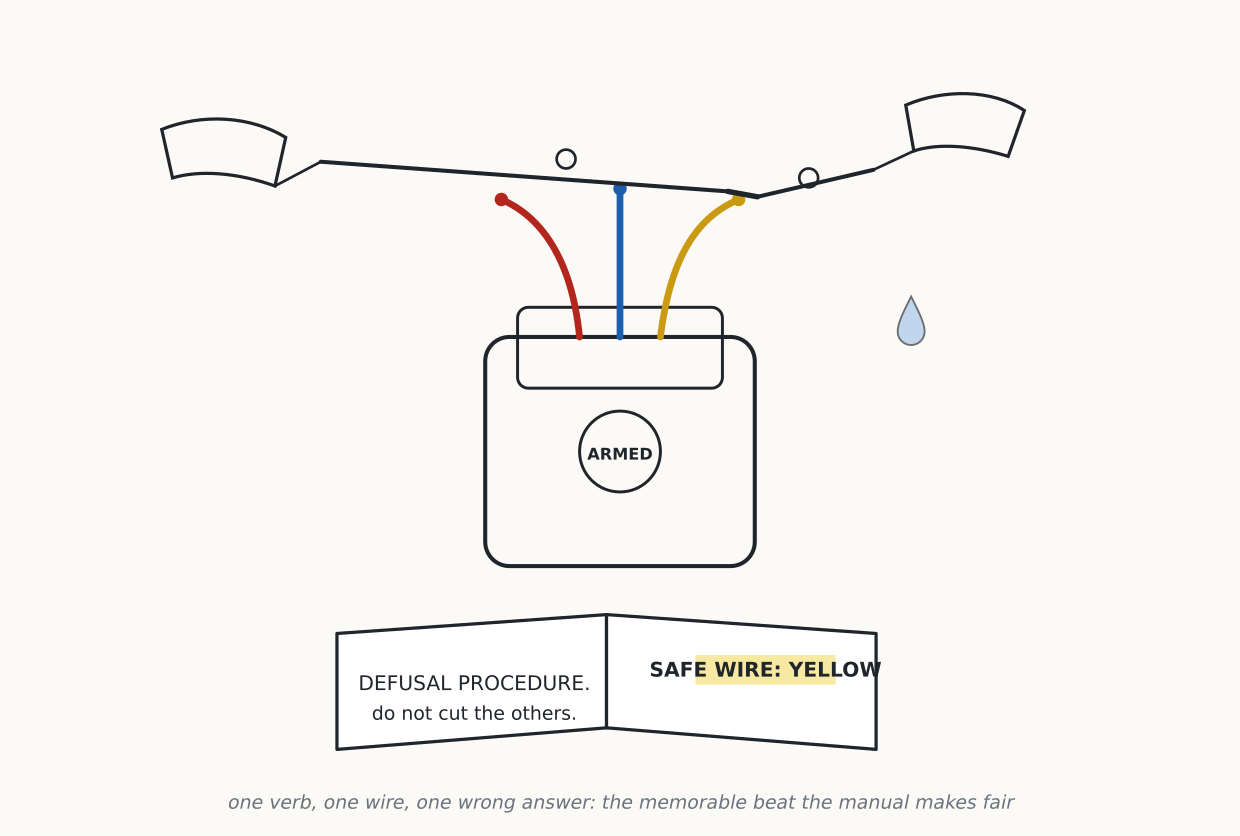 ARMED
DEFUSAL PROCEDURE.
do not cut the others.
SAFE WIRE: YELLOW
one verb, one wire, one wrong answer: the memorable beat the manual makes fair